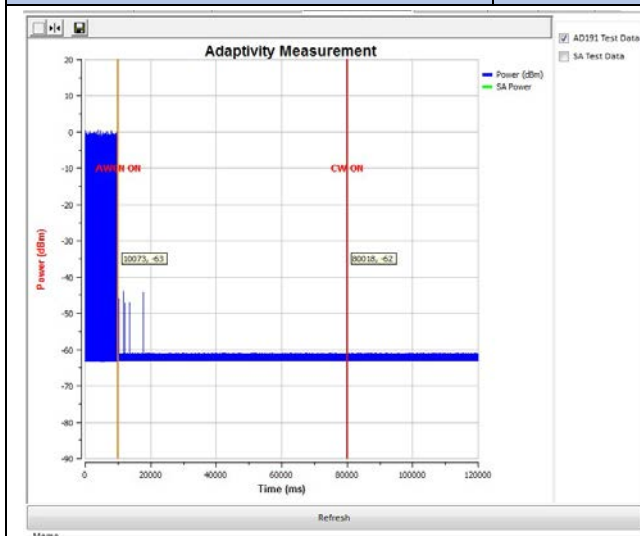 Adaptivity Measurement
AD191 Test Data
SA Test Data
Power (dBm)
SA Power
Power (dBm)
20
10
0
-10
-20
-30
-40
-50
-60
-70
-80
-90
AWGN ON
CW ON
10073, -63
80018, -62
0
20000
40000
60000
80000
100000
120000
Time (ms)
Refresh